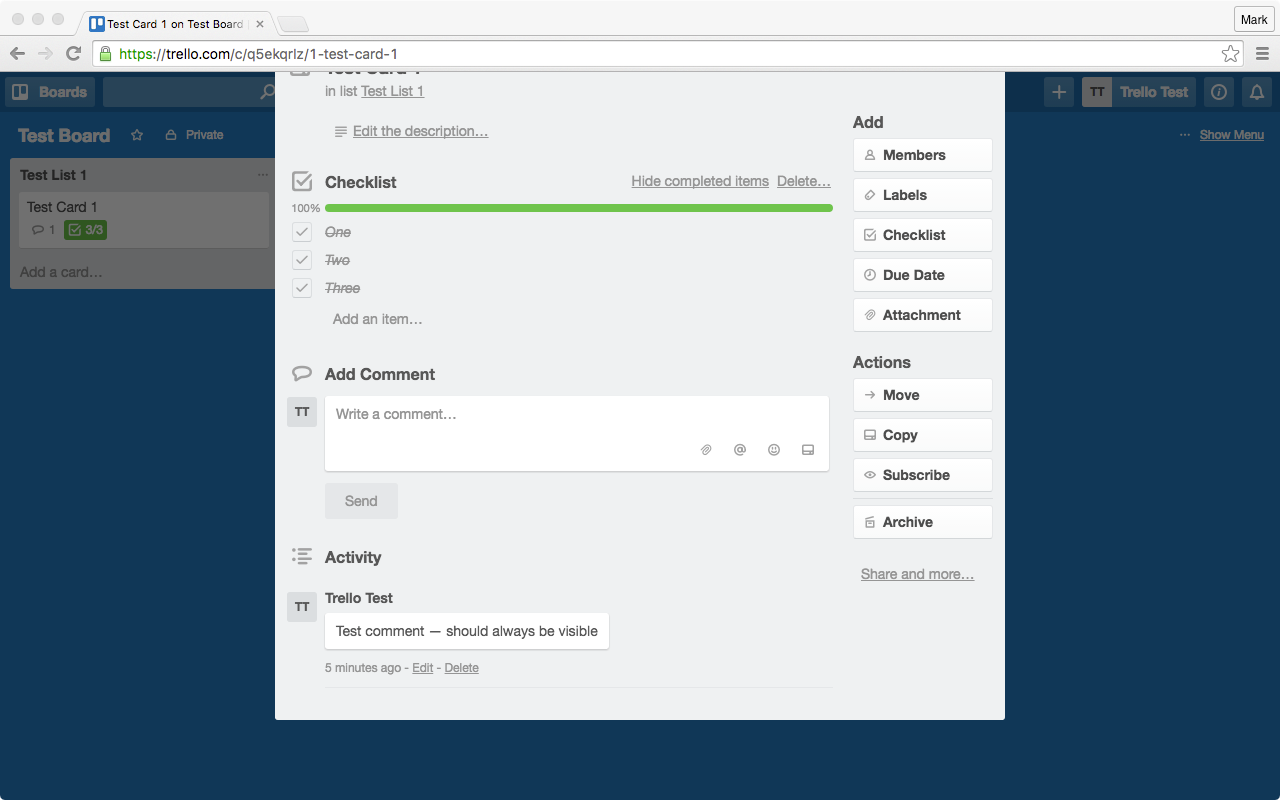 Test Card 1 on Test Board
Mark
https://trello.com/c/q5ekqrlz/1-test-card-1
Boards
TT Trello Test
Test Board
Private
Show Menu
Test List 1
Test Card 1
1 3/3
Add a card…
Test Card 1
in list Test List 1
Edit the description…
Checklist
Hide completed items Delete…
100%
One
Two
Three
Add an item…
Add Comment
TT
Write a comment…
Send
Activity
TT
Trello Test
Test comment — should always be visible
5 minutes ago - Edit - Delete
Add
Members
Labels
Checklist
Due Date
Attachment
Actions
Move
Copy
Subscribe
Archive
Share and more…